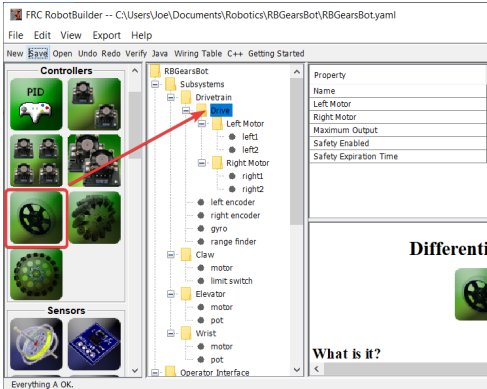 FRC RobotBuilder -- C:\Users\Joe\Documents\Robotics\RBGearsBot\RBGearsBot.yaml
File Edit View Export Help
New Save Open Undo Redo Verify Java Wiring Table C++ Getting Started
Controllers
PID
Sensors
RBGearsBot
Subsystems
Drivetrain
Drive
Left Motor
left1
left2
Right Motor
right1
right2
left encoder
right encoder
gyro
range finder
Claw
motor
limit switch
Elevator
motor
pot
Wrist
motor
pot
Operator Interface
Property
Name
Left Motor
Right Motor
Maximum Output
Safety Enabled
Safety Expiration Time
Differenti
What is it?
Everything A OK.